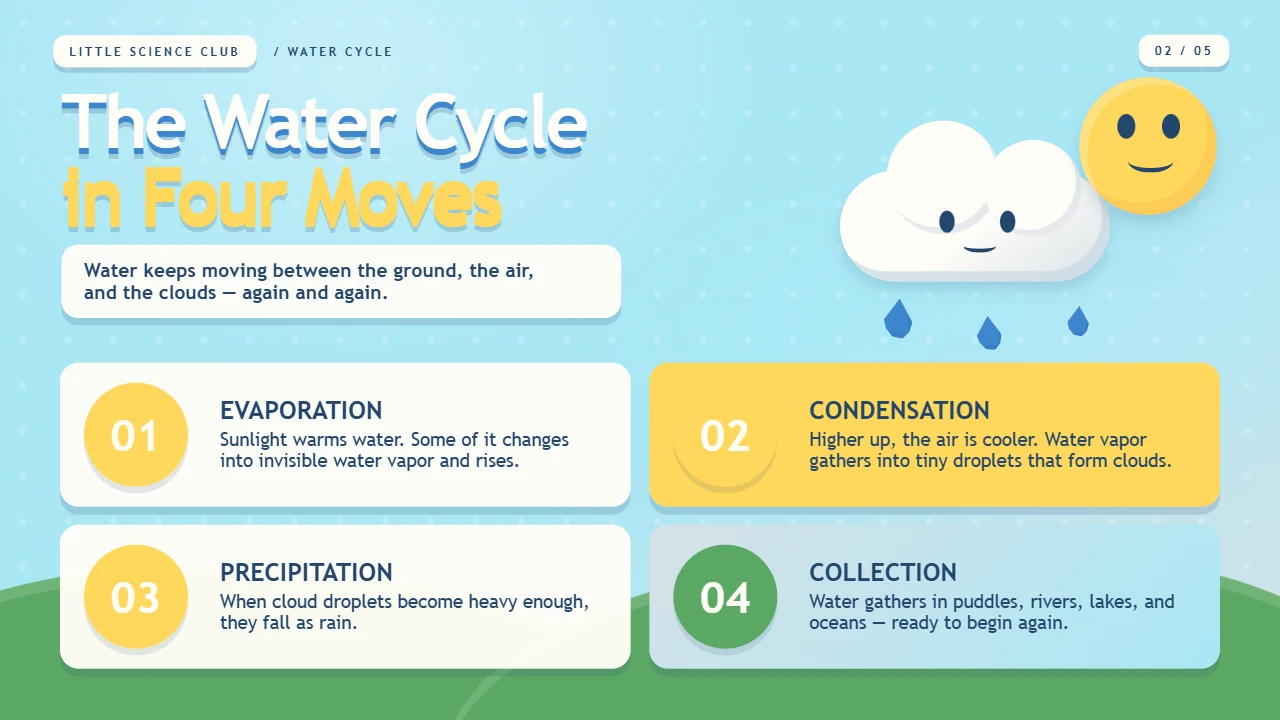 LITTLE SCIENCE CLUB / WATER CYCLE
02 / 05
The Water Cycle
in Four Moves
Water keeps moving between the ground, the air,
and the clouds — again and again.
01
EVAPORATION
Sunlight warms water. Some of it changes
into invisible water vapor and rises.
02
CONDENSATION
Higher up, the air is cooler. Water vapor
gathers into tiny droplets that form clouds.
03
PRECIPITATION
When cloud droplets become heavy enough,
they fall as rain.
04
COLLECTION
Water gathers in puddles, rivers, lakes, and
oceans — ready to begin again.